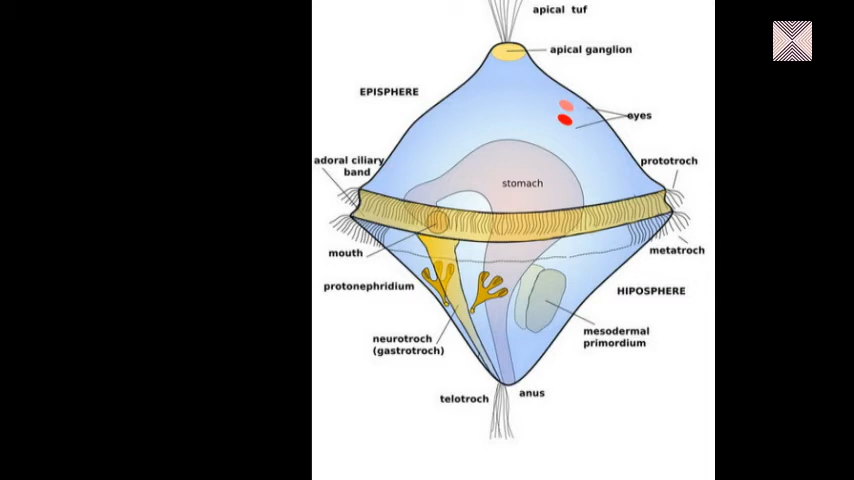 apical tuf
apical ganglion
EPISPHERE
eyes
adoral ciliary
band
prototroch
stomach
mouth
metatroch
protonephridium
HIPOSPHERE
mesodermal
primordium
neurotroch
(gastrotroch)
telotroch
anus